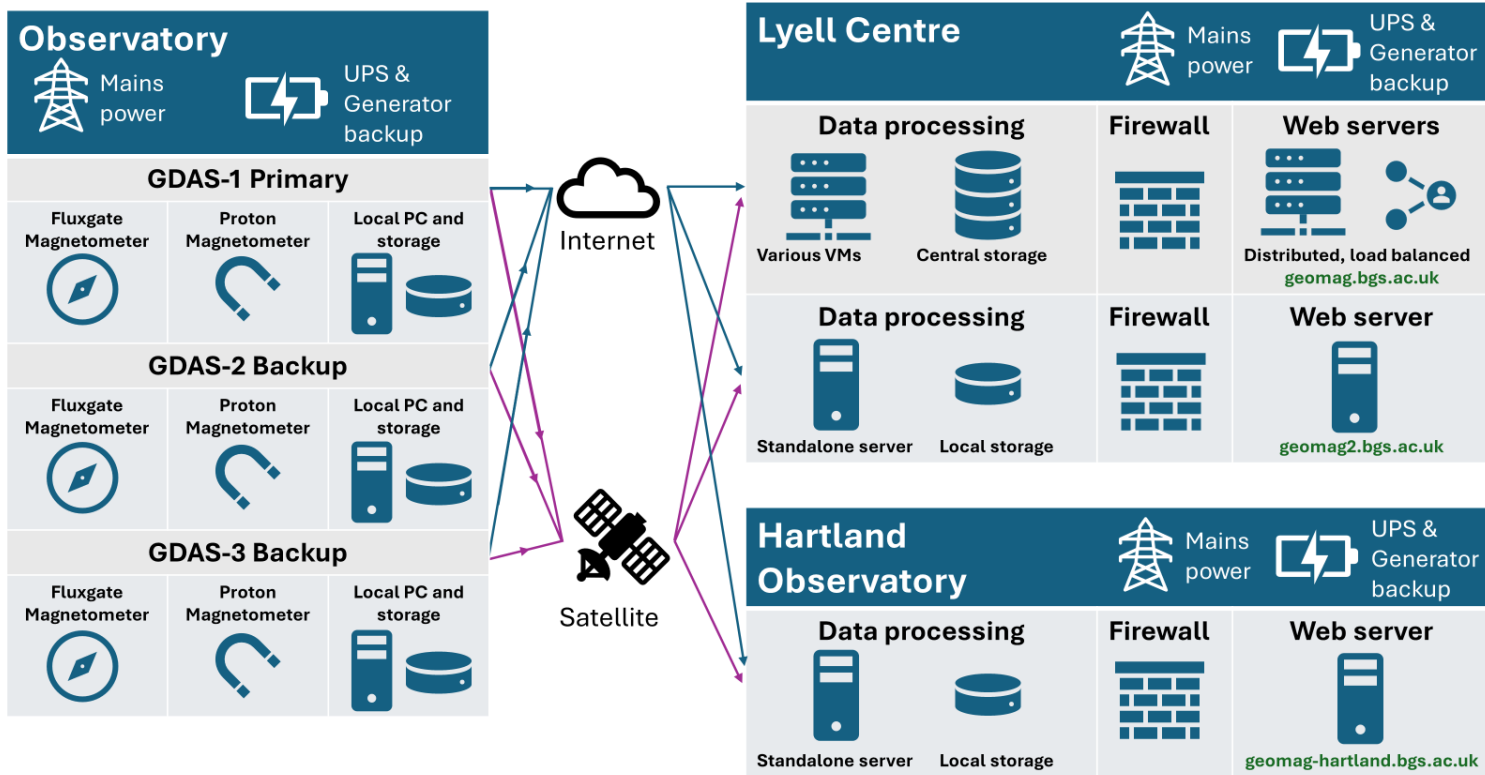 Observatory
Mains
power
UPS &
Generator
backup
GDAS-1 Primary
Fluxgate
Magnetometer
Proton
Magnetometer
Local PC and
storage
GDAS-2 Backup
Fluxgate
Magnetometer
Proton
Magnetometer
Local PC and
storage
GDAS-3 Backup
Fluxgate
Magnetometer
Proton
Magnetometer
Local PC and
storage
Internet
Satellite
Lyell Centre
Mains
power
UPS &
Generator
backup
Data processing
Firewall
Web servers
Various VMs
Central storage
Distributed, load balanced
geomag.bgs.ac.uk
Data processing
Firewall
Web server
Standalone server
Local storage
geomag2.bgs.ac.uk
Hartland
Observatory
Mains
power
UPS &
Generator
backup
Data processing
Firewall
Web server
Standalone server
Local storage
geomag-hartland.bgs.ac.uk